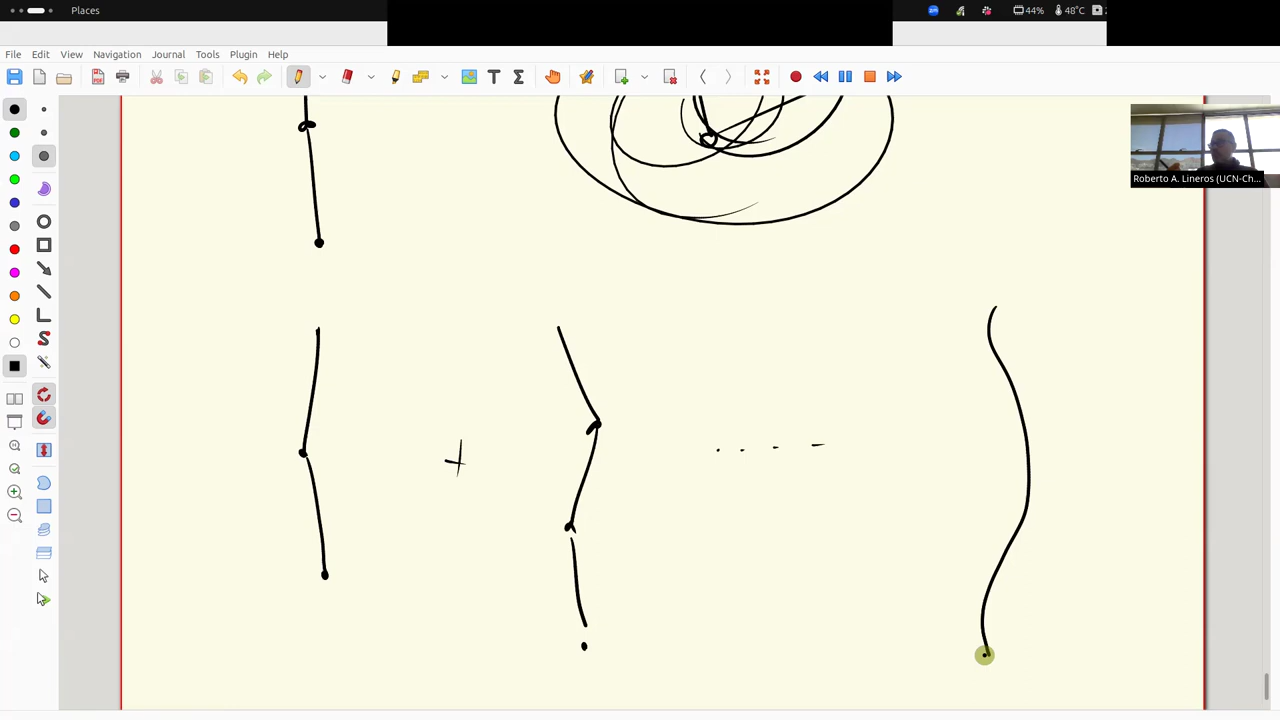 Places
44%
48°C
File Edit View Navigation Journal Tools Plugin Help
Roberto A. Lineros (UCN-Ch...
+